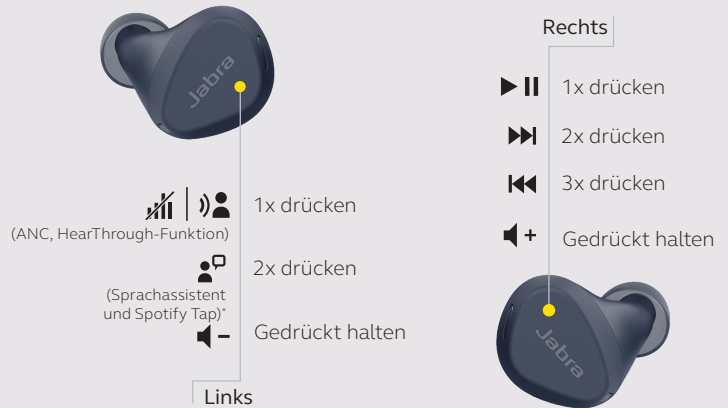 Jabra
1x drücken
(ANC, HearThrough-Funktion)
2x drücken
(Sprachassistent
und Spotify Tap)*
Gedrückt halten
Links
Rechts
1x drücken
2x drücken
3x drücken
Gedrückt halten
Jabra